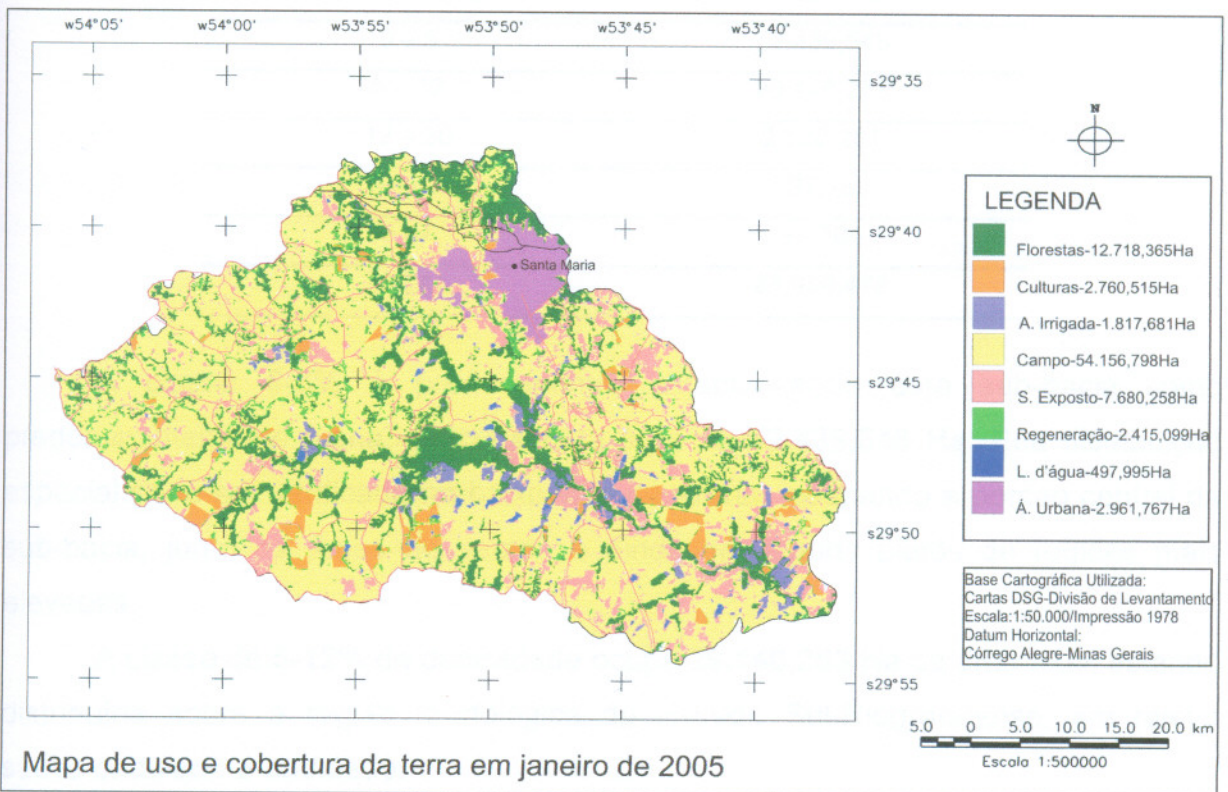 w54°05' w54°00' w53°55' w53°50' w53°45' w53°40'
s29°35
s29°40
s29°45
s29°50
s29°55
Santa Maria
N
LEGENDA
Florestas-12.718,365Ha
Culturas-2.760,515Ha
A. Irrigada-1.817,681Ha
Campo-54.156,798Ha
S. Exposto-7.680,258Ha
Regeneração-2.415,099Ha
L. d'água-497,995Ha
Á. Urbana-2.961,767Ha
Base Cartográfica Utilizada:
Cartas DSG-Divisão de Levantamento
Escala:1:50.000/Impressão 1978
Datum Horizontal:
Córrego Alegre-Minas Gerais
5.0 0 5.0 10.0 15.0 20.0 km
Escala 1:500000
Mapa de uso e cobertura da terra em janeiro de 2005